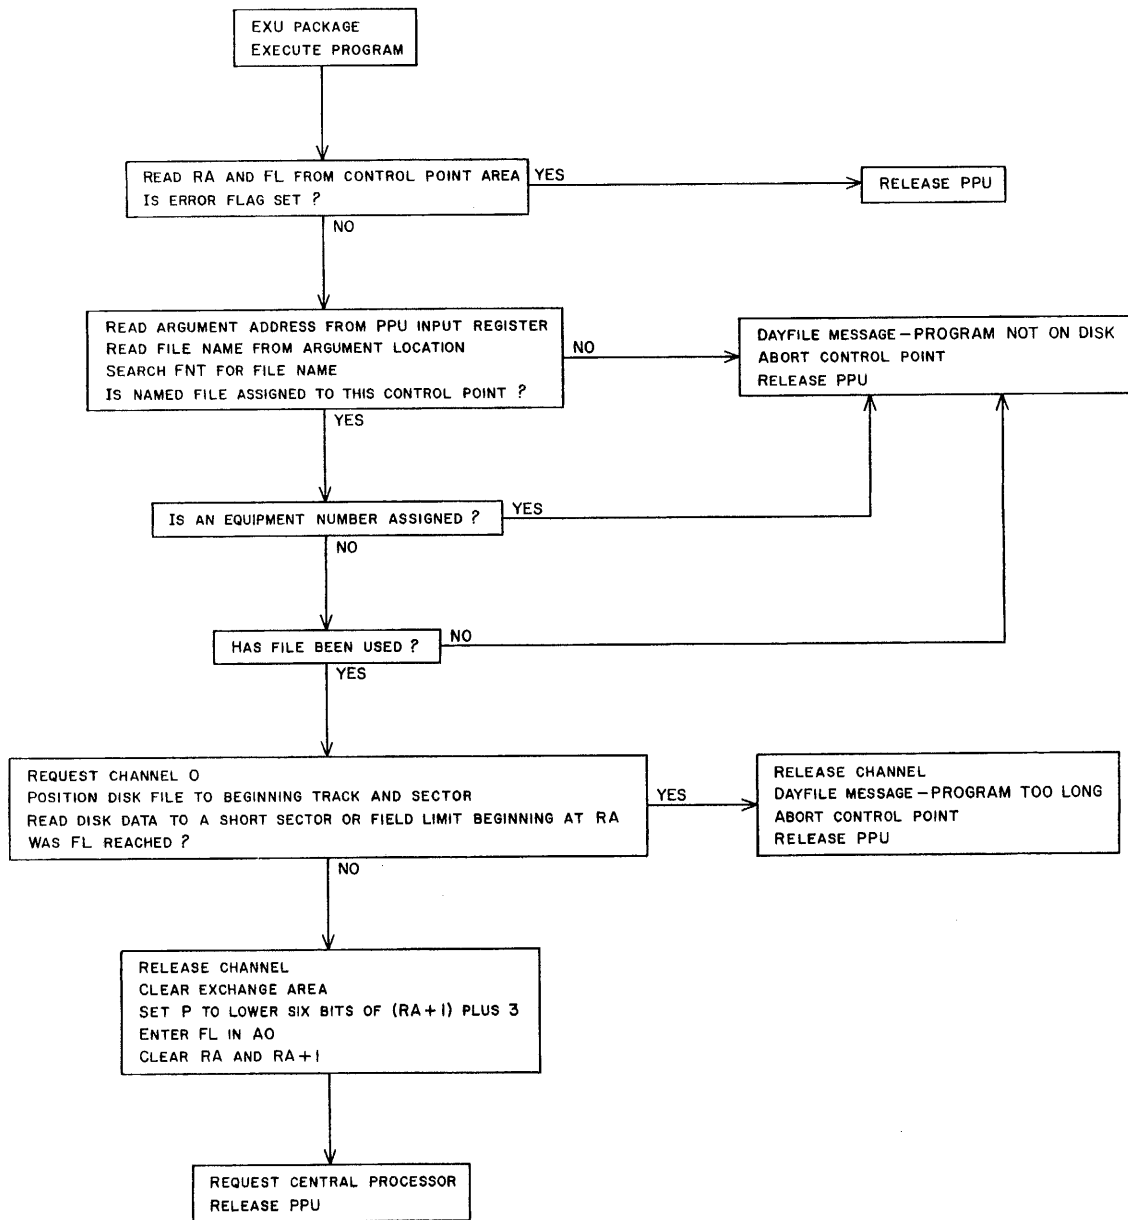 EXU PACKAGE
EXECUTE PROGRAM
READ RA AND FL FROM CONTROL POINT AREA
IS ERROR FLAG SET ?
YES
RELEASE PPU
NO
READ ARGUMENT ADDRESS FROM PPU INPUT REGISTER
READ FILE NAME FROM ARGUMENT LOCATION
SEARCH FNT FOR FILE NAME
IS NAMED FILE ASSIGNED TO THIS CONTROL POINT ?
NO
DAYFILE MESSAGE—PROGRAM NOT ON DISK
ABORT CONTROL POINT
RELEASE PPU
YES
IS AN EQUIPMENT NUMBER ASSIGNED ?
YES
NO
HAS FILE BEEN USED ?
NO
YES
REQUEST CHANNEL 0
POSITION DISK FILE TO BEGINNING TRACK AND SECTOR
READ DISK DATA TO A SHORT SECTOR OR FIELD LIMIT BEGINNING AT RA
WAS FL REACHED ?
YES
RELEASE CHANNEL
DAYFILE MESSAGE—PROGRAM TOO LONG
ABORT CONTROL POINT
RELEASE PPU
NO
RELEASE CHANNEL
CLEAR EXCHANGE AREA
SET P TO LOWER SIX BITS OF (RA+1) PLUS 3
ENTER FL IN A0
CLEAR RA AND RA+1
REQUEST CENTRAL PROCESSOR
RELEASE PPU